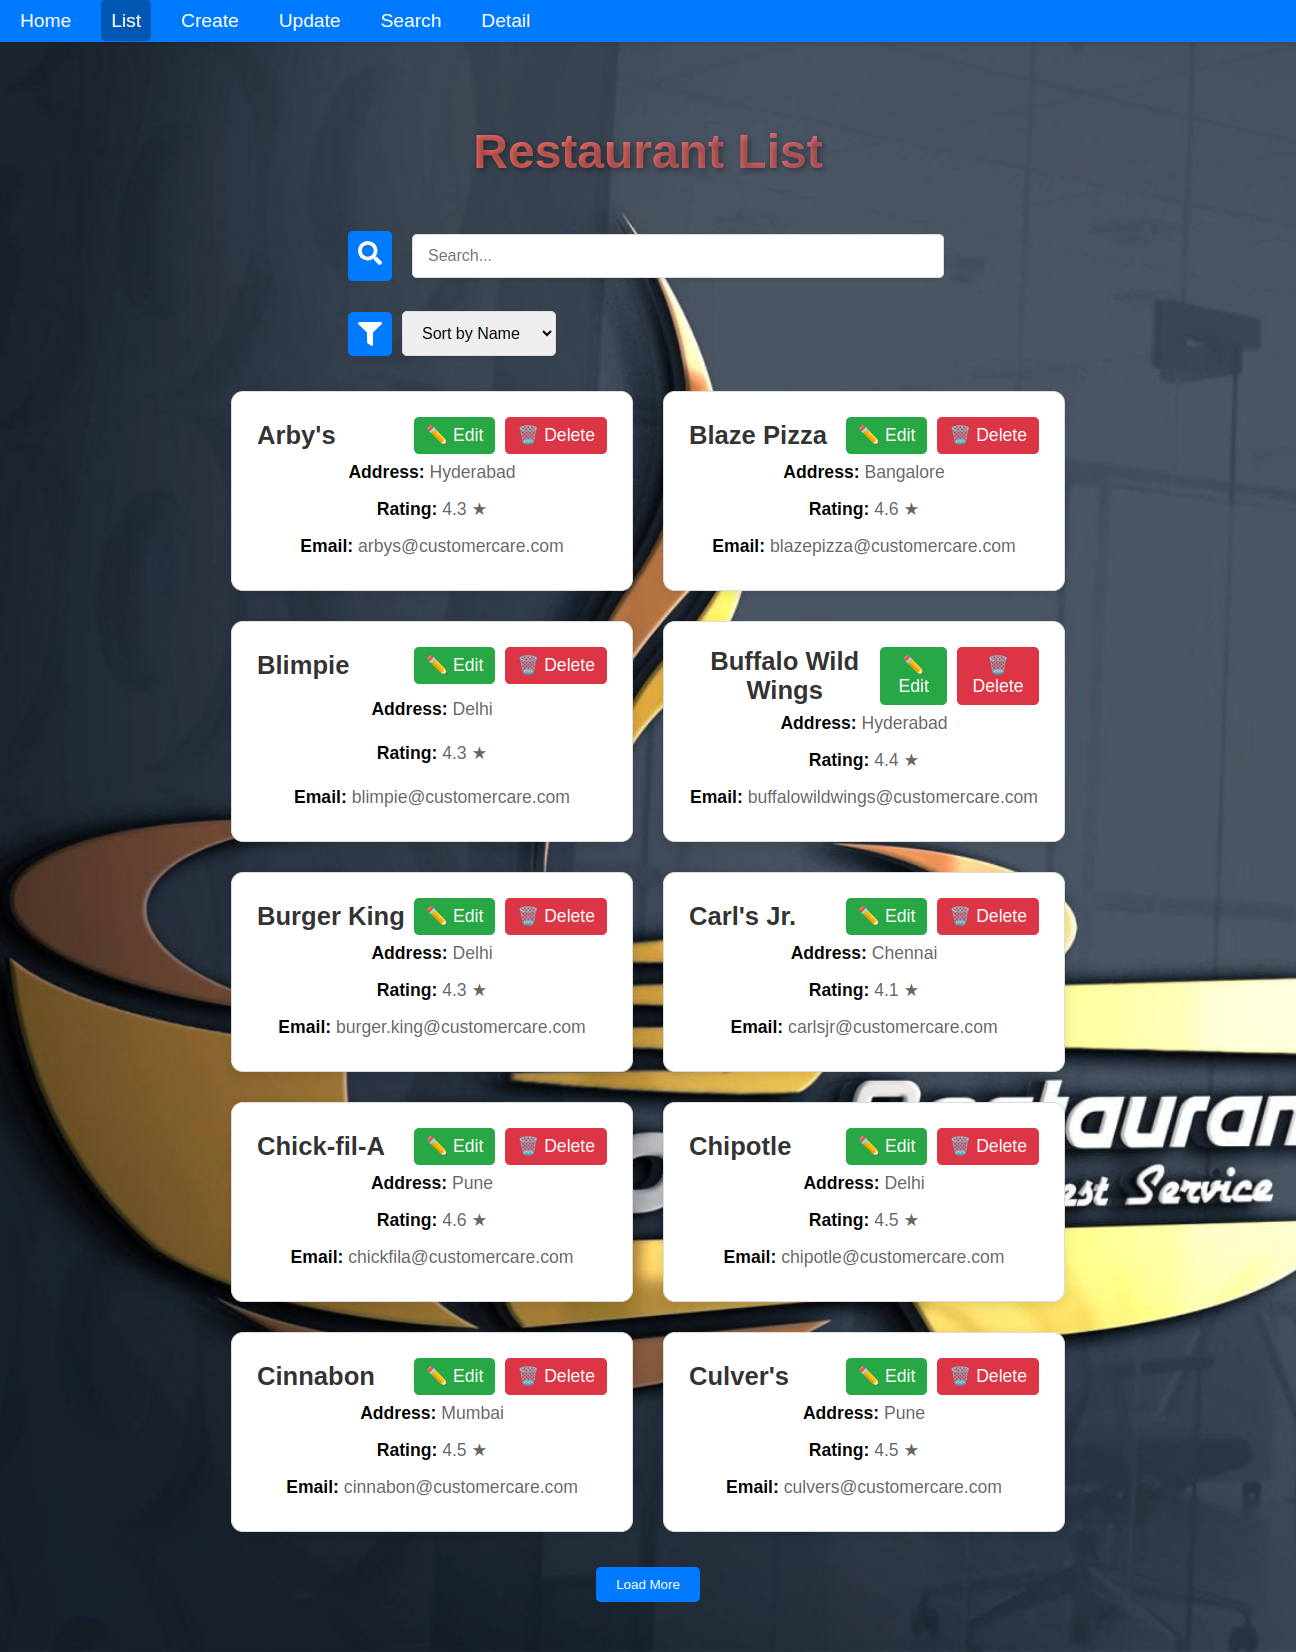 Home List Create Update Search Detail
Restaurant List
Search...
Sort by Name
Arby's ✏️ Edit 🗑️ Delete
Address: Hyderabad
Rating: 4.3 ★
Email: arbys@customercare.com
Blaze Pizza ✏️ Edit 🗑️ Delete
Address: Bangalore
Rating: 4.6 ★
Email: blazepizza@customercare.com
Blimpie ✏️ Edit 🗑️ Delete
Address: Delhi
Rating: 4.3 ★
Email: blimpie@customercare.com
Buffalo Wild
Wings
✏️
Edit
🗑️
Delete
Address: Hyderabad
Rating: 4.4 ★
Email: buffalowildwings@customercare.com
Burger King ✏️ Edit 🗑️ Delete
Address: Delhi
Rating: 4.3 ★
Email: burger.king@customercare.com
Carl's Jr. ✏️ Edit 🗑️ Delete
Address: Chennai
Rating: 4.1 ★
Email: carlsjr@customercare.com
Chick-fil-A ✏️ Edit 🗑️ Delete
Address: Pune
Rating: 4.6 ★
Email: chickfila@customercare.com
Chipotle ✏️ Edit 🗑️ Delete
Address: Delhi
Rating: 4.5 ★
Email: chipotle@customercare.com
Service
Cinnabon ✏️ Edit 🗑️ Delete
Address: Mumbai
Rating: 4.5 ★
Email: cinnabon@customercare.com
Culver's ✏️ Edit 🗑️ Delete
Address: Pune
Rating: 4.5 ★
Email: culvers@customercare.com
Load More